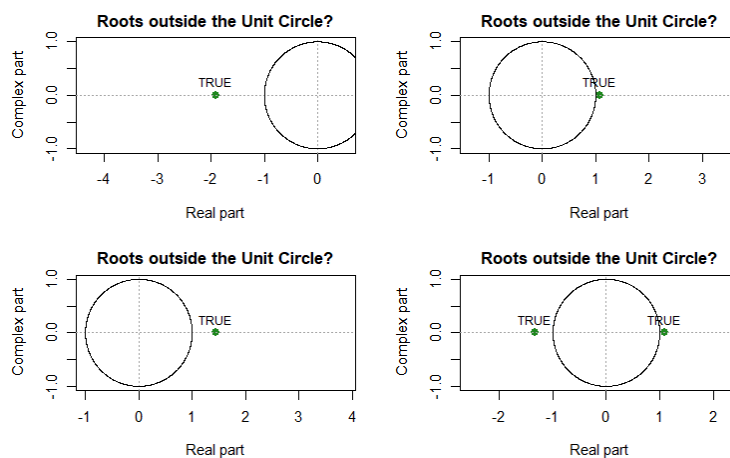 Roots outside the Unit Circle?
Complex part
1.0
0.0
-1.0
TRUE
-4 -3 -2 -1 0
Real part
Roots outside the Unit Circle?
Complex part
1.0
0.0
-1.0
TRUE
-1 0 1 2 3
Real part
Roots outside the Unit Circle?
Complex part
1.0
0.0
-1.0
TRUE
-1 0 1 2 3 4
Real part
Roots outside the Unit Circle?
Complex part
1.0
0.0
-1.0
TRUE TRUE
-2 -1 0 1 2
Real part